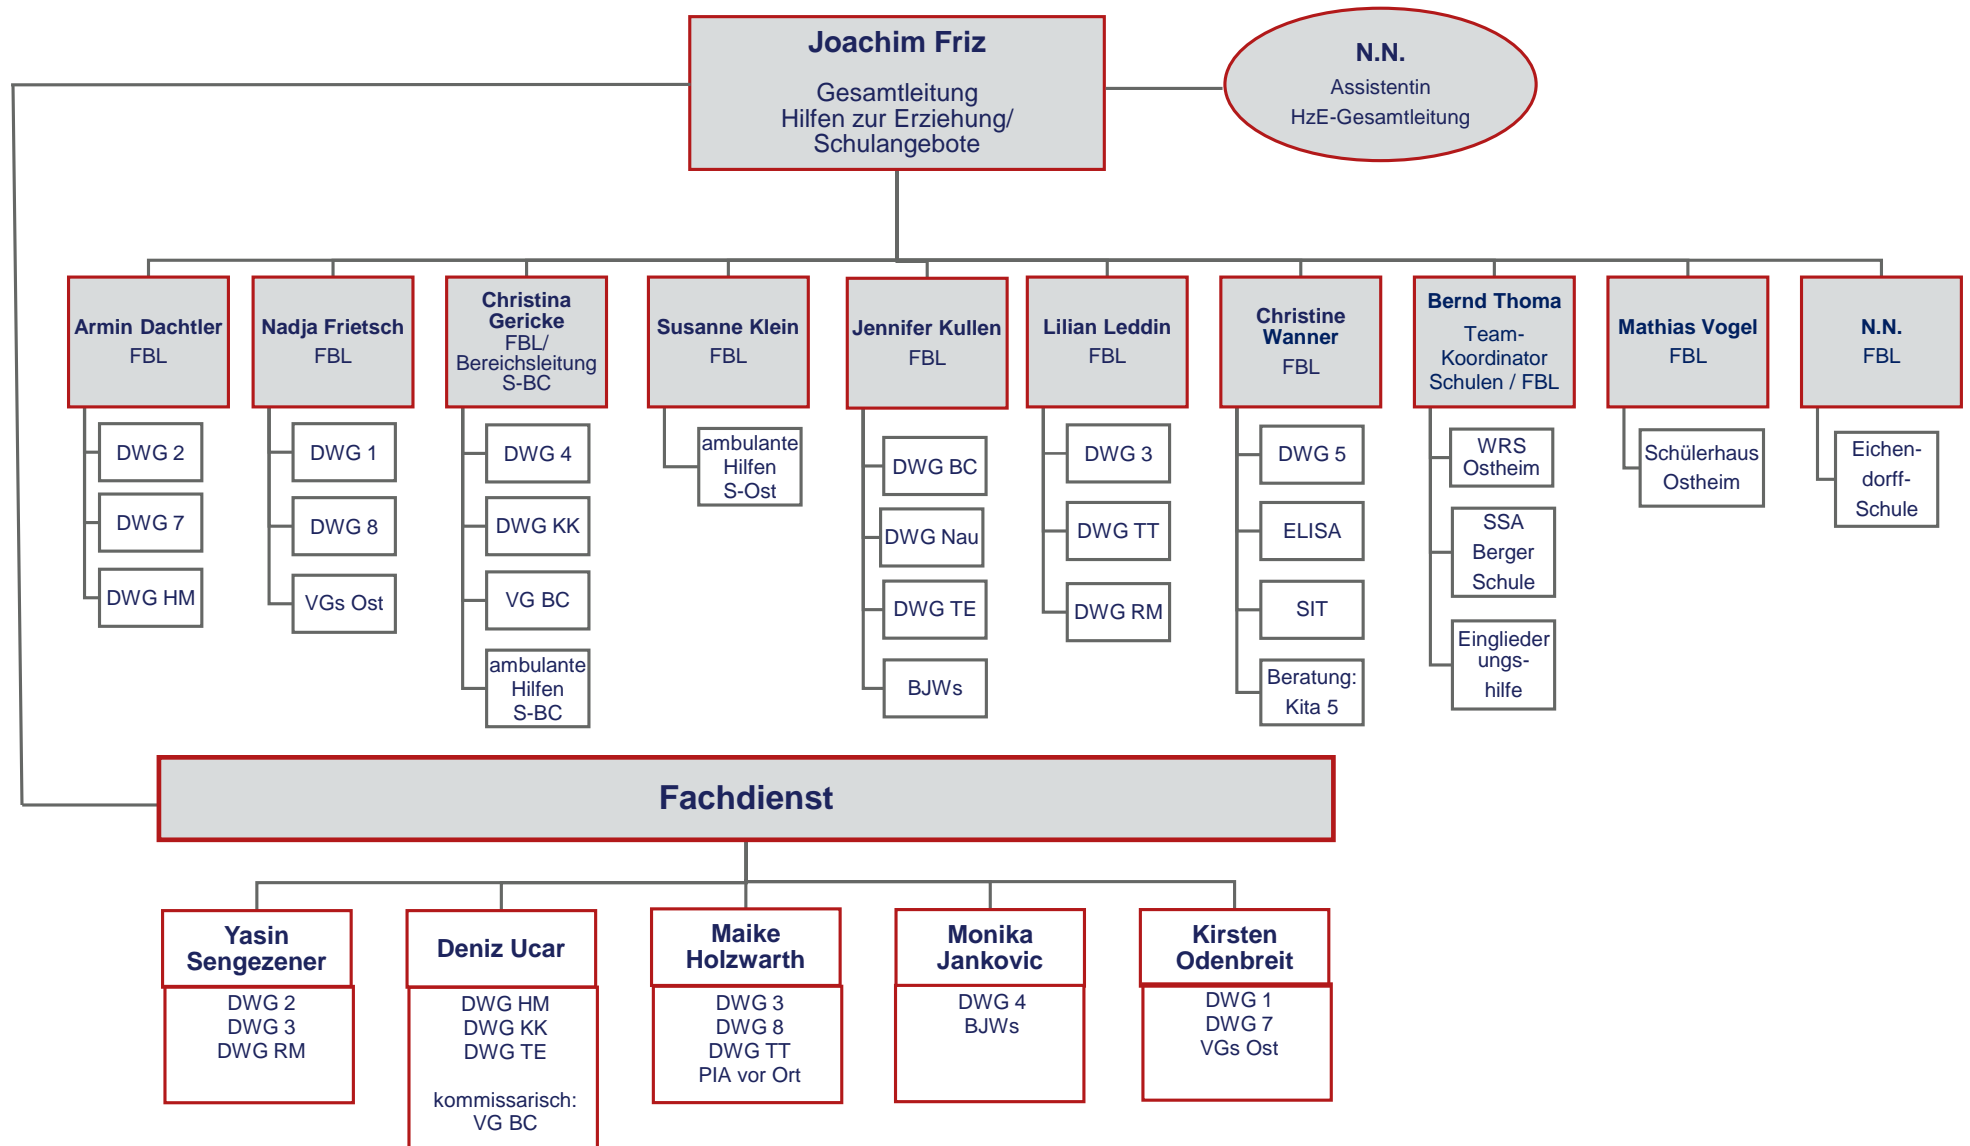 Joachim Friz
Gesamtleitung
Hilfen zur Erziehung/
Schulangebote
N.N.
Assistentin
HzE-Gesamtleitung
Armin Dachtler
FBL
DWG 2
DWG 7
DWG HM
Nadja Frietsch
FBL
DWG 1
DWG 8
VGs Ost
Christina
Gericke
FBL/
Bereichsleitung
S-BC
DWG 4
DWG KK
VG BC
ambulante
Hilfen
S-BC
Susanne Klein
FBL
ambulante
Hilfen
S-Ost
Jennifer Kullen
FBL
DWG BC
DWG Nau
DWG TE
BJWs
Lilian Leddin
FBL
DWG 3
DWG TT
DWG RM
Christine
Wanner
FBL
DWG 5
ELISA
SIT
Beratung:
Kita 5
Bernd Thoma
Team-
Koordinator
Schulen / FBL
WRS
Ostheim
SSA
Berger
Schule
Einglieder
ungs-
hilfe
Mathias Vogel
FBL
Schülerhaus
Ostheim
N.N.
FBL
Eichen-
dorff-
Schule
Fachdienst
Yasin
Sengezener
DWG 2
DWG 3
DWG RM
Deniz Ucar
DWG HM
DWG KK
DWG TE
kommissarisch:
VG BC
Maike
Holzwarth
DWG 3
DWG 8
DWG TT
PIA vor Ort
Monika
Jankovic
DWG 4
BJWs
Kirsten
Odenbreit
DWG 1
DWG 7
VGs Ost